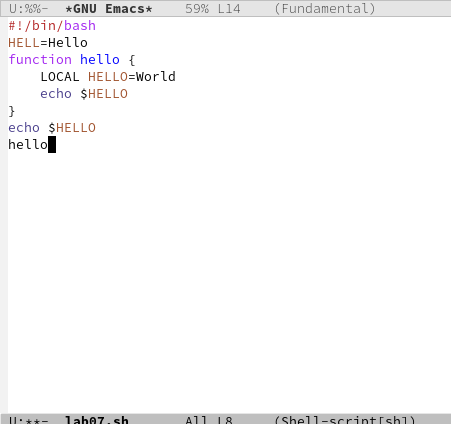 U:%%-  *GNU Emacs*    59% L14    (Fundamental)
#!/bin/bash
HELL=Hello
function hello {
    LOCAL HELLO=World
    echo $HELLO
}
echo $HELLO
hello
U:**-  lab07.sh       All L8     (Shell-script[sh])